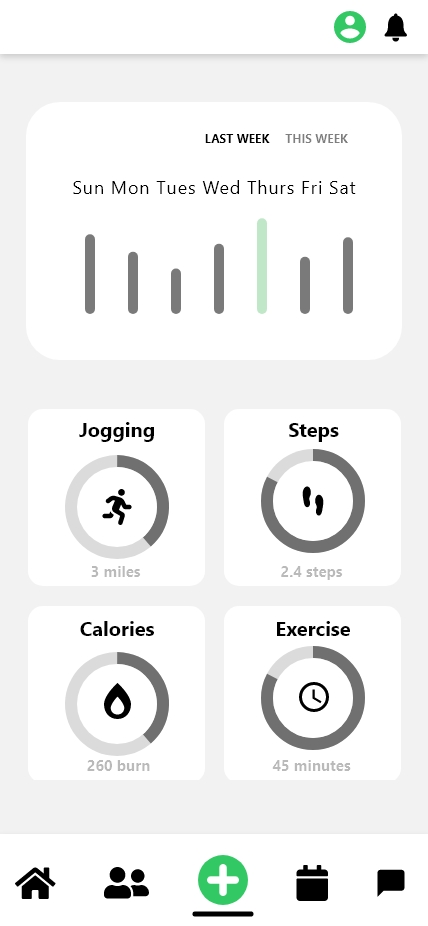 LAST WEEK THIS WEEK
Sun Mon Tues Wed Thurs Fri Sat
Jogging
3 miles
Steps
2.4 steps
Calories
260 burn
Exercise
45 minutes